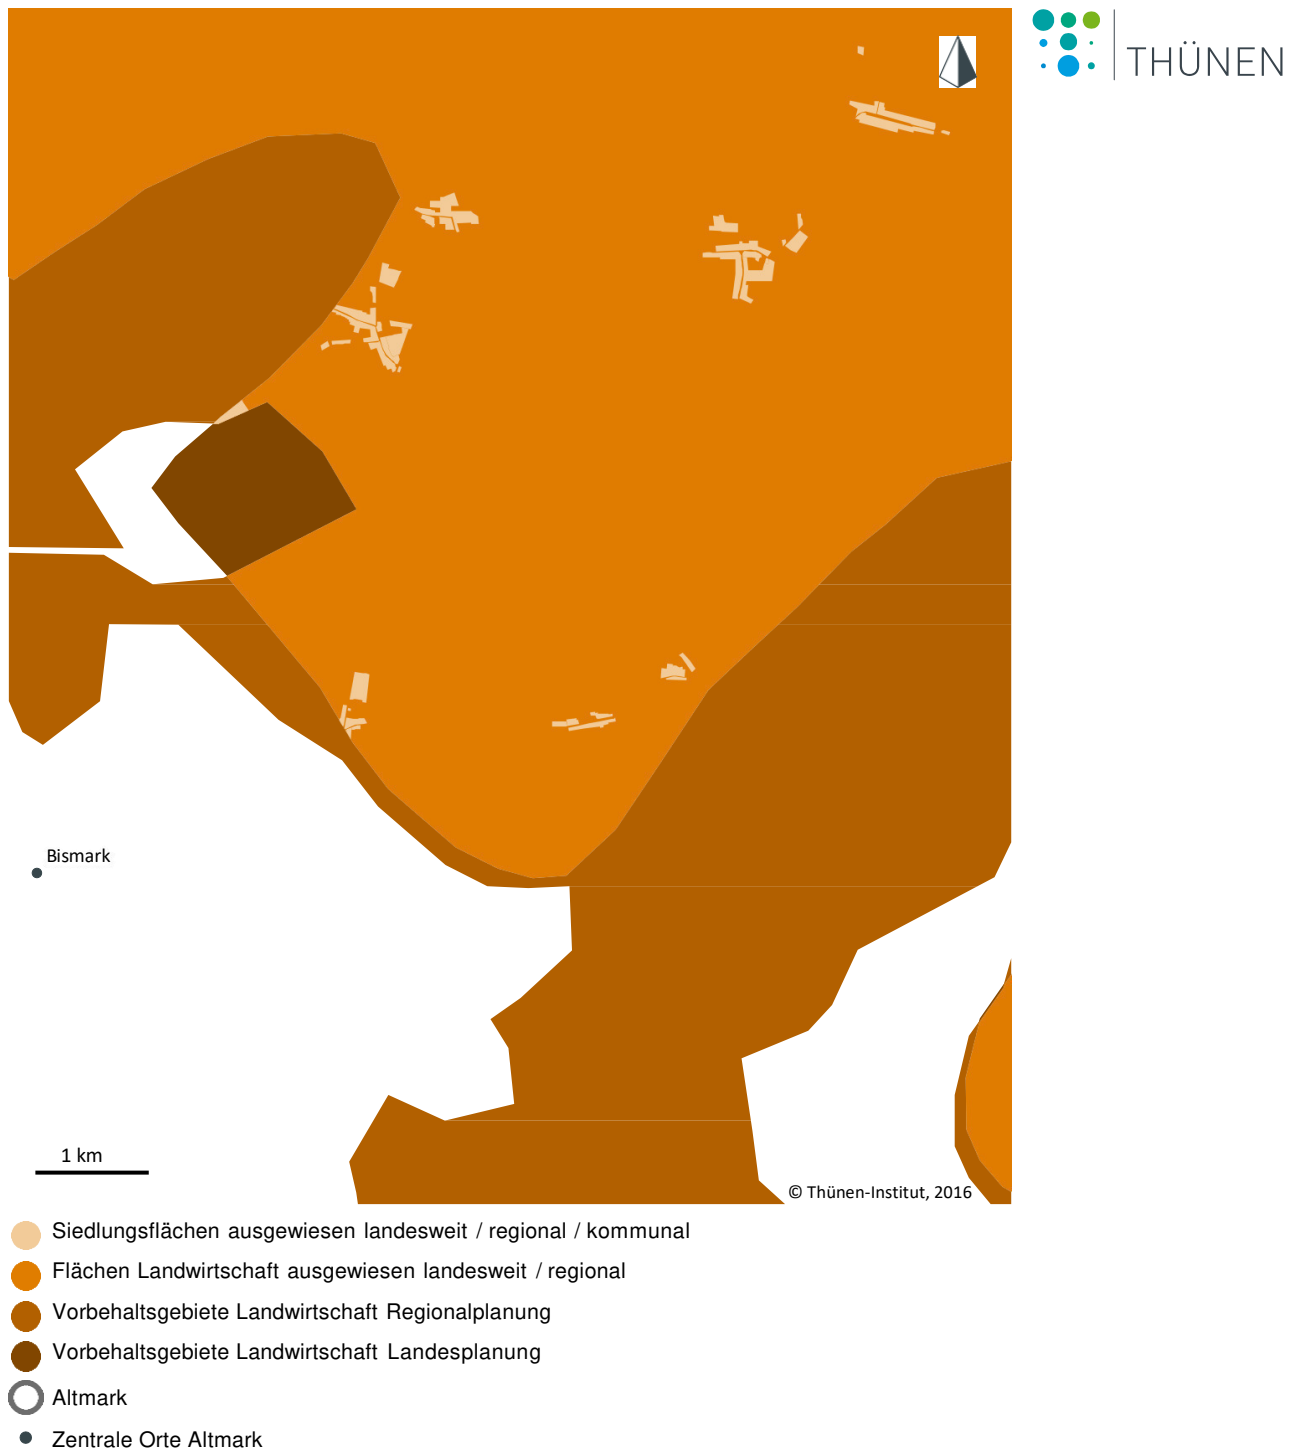 THÜNEN
Bismark
1 km
© Thünen-Institut, 2016
Siedlungsflächen ausgewiesen landesweit / regional / kommunal
Flächen Landwirtschaft ausgewiesen landesweit / regional
Vorbehaltsgebiete Landwirtschaft Regionalplanung
Vorbehaltsgebiete Landwirtschaft Landesplanung
Altmark
Zentrale Orte Altmark